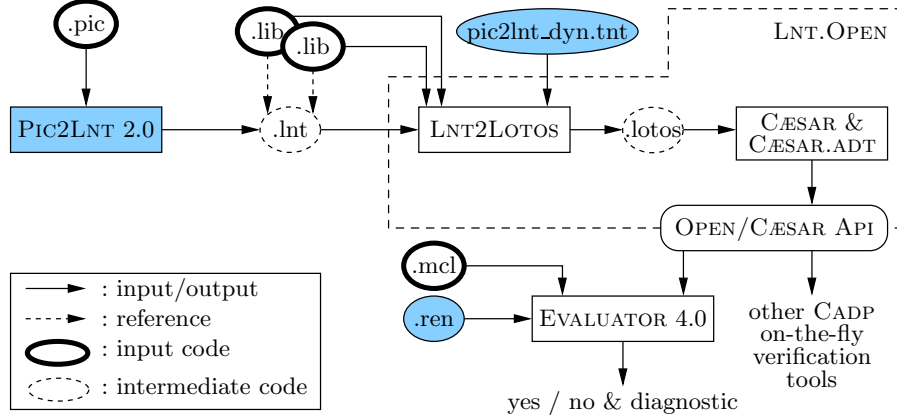 .pic
.lib
.lib
pic2lnt_dyn.tnt
LNT.OPEN
PIC2LNT 2.0
.lnt
LNT2LOTOS
.lotos
CÆSAR &
CÆSAR.ADT
OPEN/CÆSAR API
.mcl
.ren
EVALUATOR 4.0
other CADP
on-the-fly
verification
tools
yes / no & diagnostic
: input/output
: reference
: input code
: intermediate code